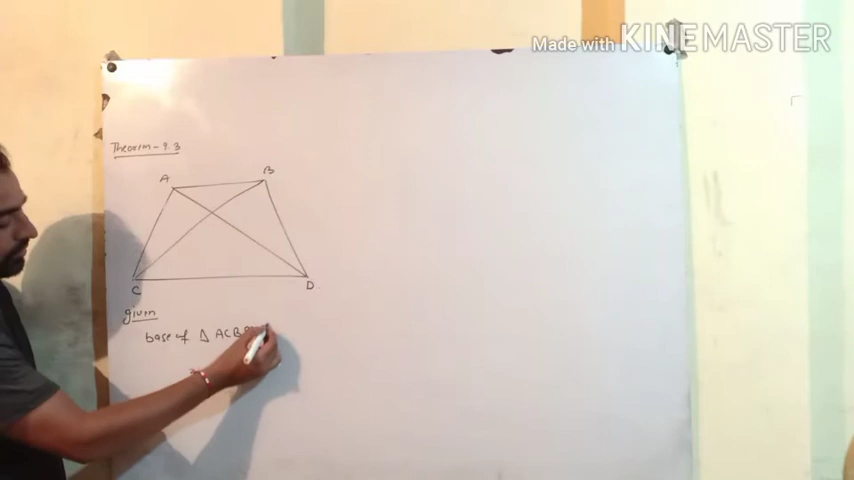 Made with KINEMASTER
Theorem - 9.3
A B
C D
given
base of Δ ACB